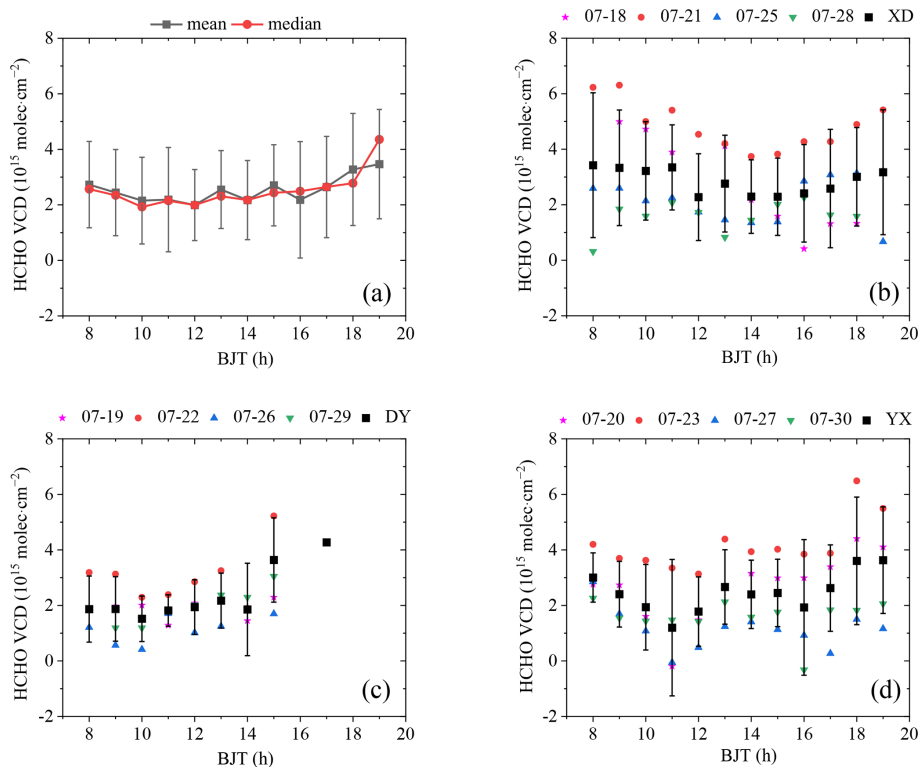 mean median
HCHO VCD (10¹⁵ molec·cm⁻²)
8
6
4
2
0
-2
8 10 12 14 16 18 20
BJT (h)
(a)
07-18 07-21 07-25 07-28 XD
HCHO VCD (10¹⁵ molec·cm⁻²)
8
6
4
2
0
-2
8 10 12 14 16 18 20
BJT (h)
(b)
07-19 07-22 07-26 07-29 DY
HCHO VCD (10¹⁵ molec·cm⁻²)
8
6
4
2
0
-2
8 10 12 14 16 18 20
BJT (h)
(c)
07-20 07-23 07-27 07-30 YX
HCHO VCD (10¹⁵ molec·cm⁻²)
8
6
4
2
0
-2
8 10 12 14 16 18 20
BJT (h)
(d)